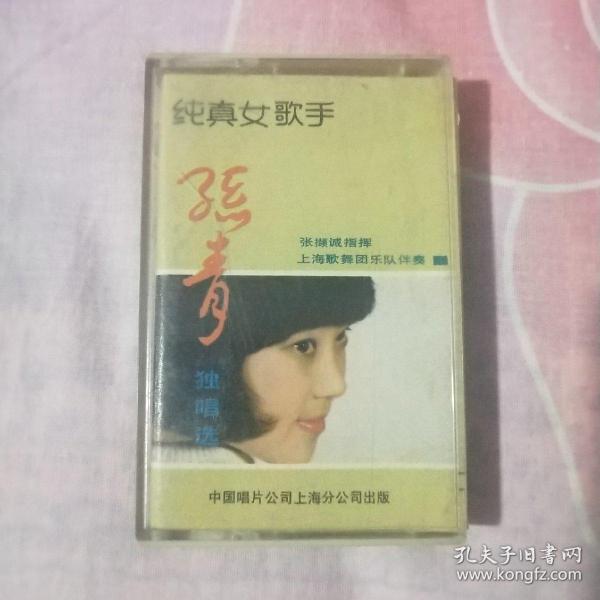 纯真女歌手
孙青
独唱选
张撷诚指挥
上海歌舞团乐队伴奏
中国唱片公司上海分公司出版
孔夫子旧书网
www.kongfz.com